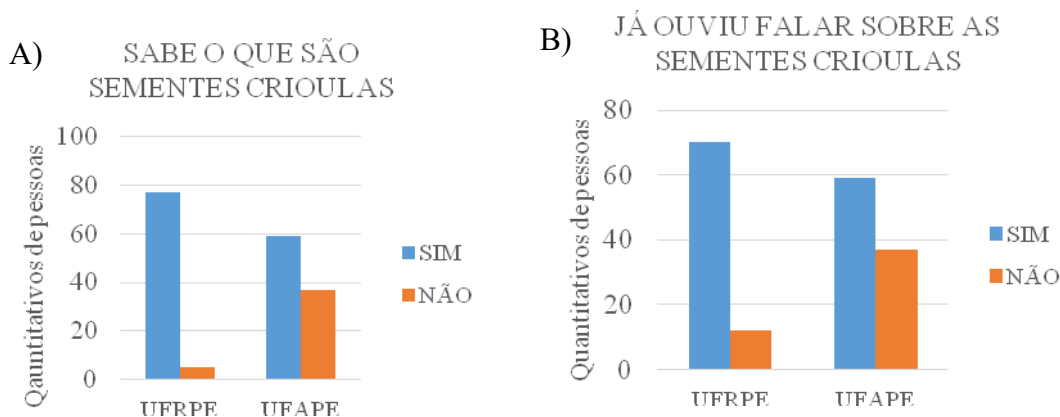 A)
SABE O QUE SÃO
SEMENTES CRIOULAS
Qauntitativos de pessoas
100
80
60
40
20
0
UFRPE
UFAPE
SIM
NÃO
B)
JÁ OUVIU FALAR SOBRE AS
SEMENTES CRIOULAS
Quantitativos de pessoas
80
60
40
20
0
UFRPE
UFAPE
SIM
NÃO